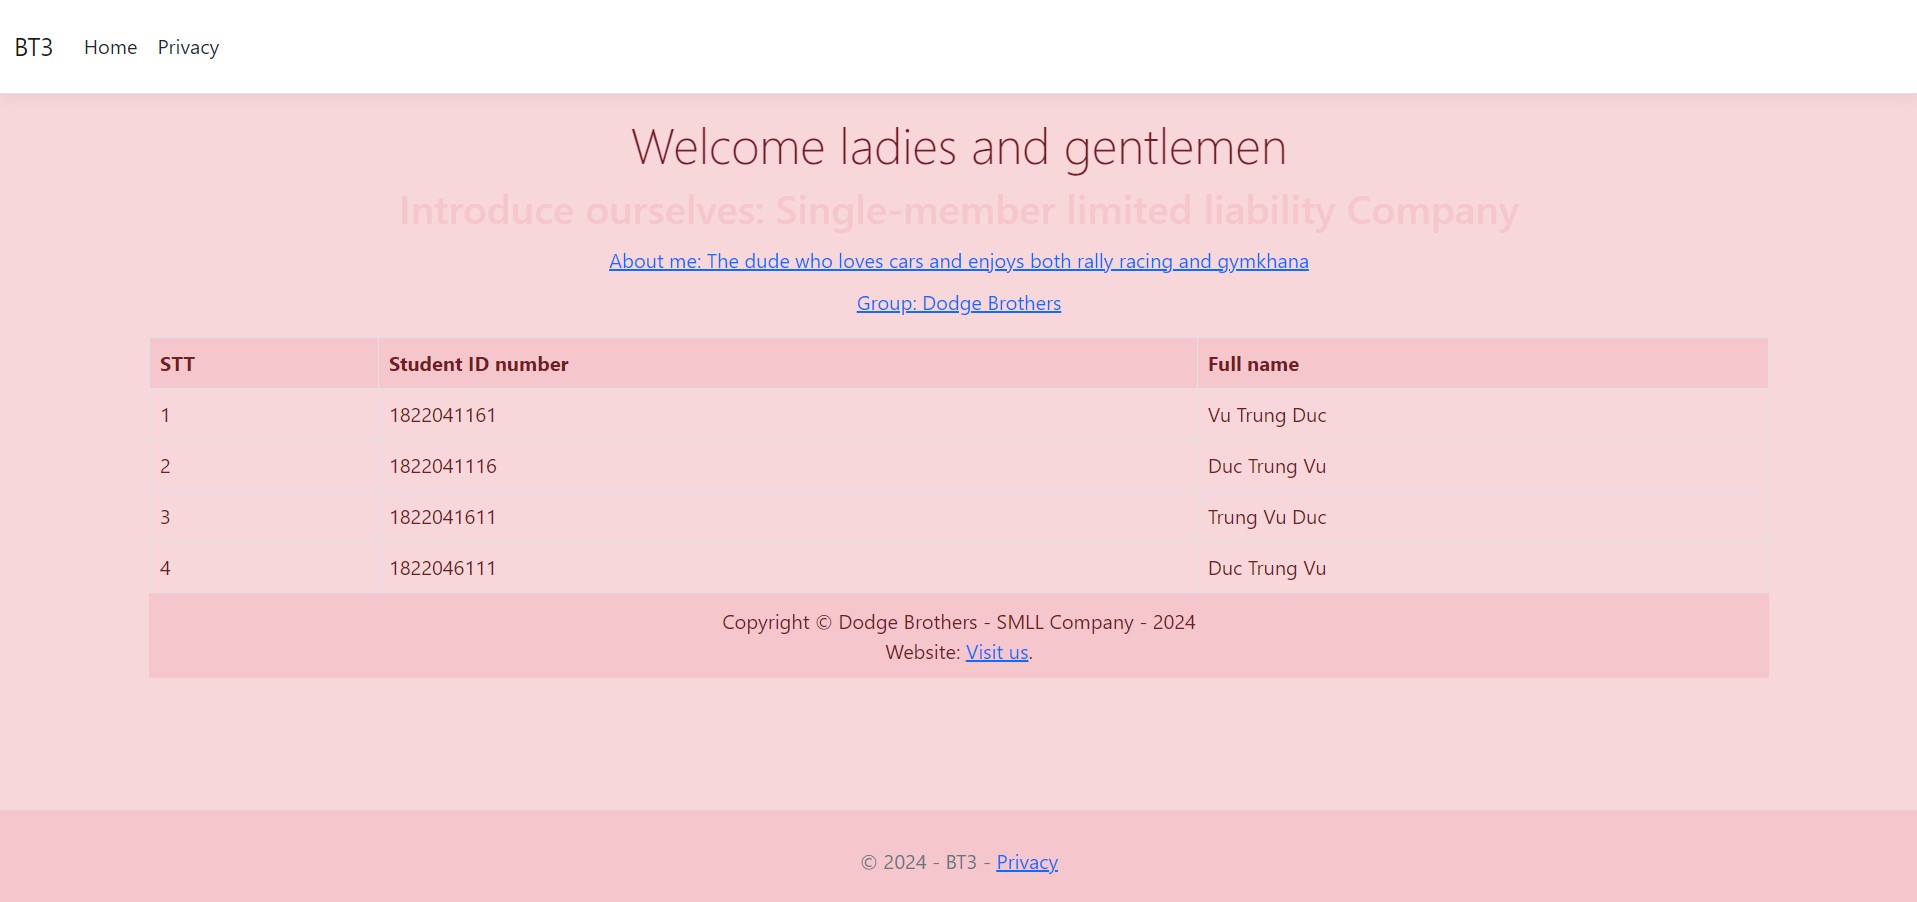 BT3 Home Privacy
Welcome ladies and gentlemen
Introduce ourselves: Single-member limited liability Company
About me: The dude who loves cars and enjoys both rally racing and gymkhana
Group: Dodge Brothers
STT Student ID number Full name
1 1822041161 Vu Trung Duc
2 1822041116 Duc Trung Vu
3 1822041611 Trung Vu Duc
4 1822046111 Duc Trung Vu
Copyright © Dodge Brothers - SMLL Company - 2024
Website: Visit us.
© 2024 - BT3 - Privacy